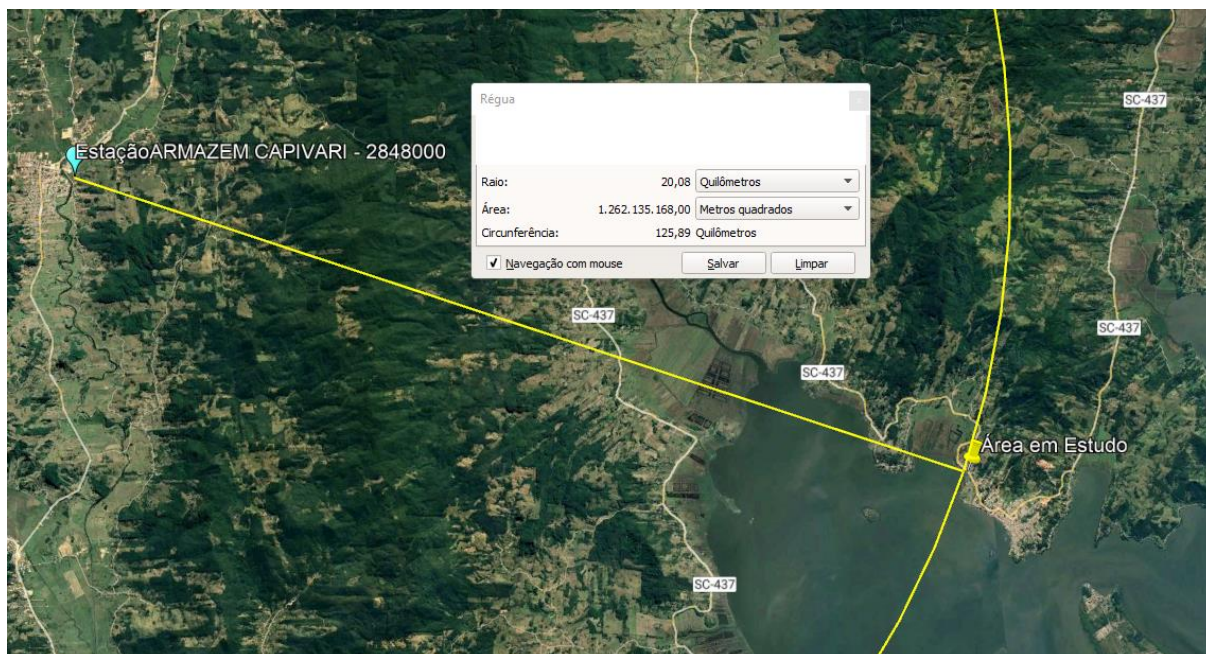 Régua
SC-437
EstaçãoARMAZEM CAPIVARI - 2848000
Raio: 20,08 Quilômetros
Área: 1.262.135.168,00 Metros quadrados
Circunferência: 125,89 Quilômetros
Navegação com mouse Salvar Limpar
SC-437
SC-437
SC-437
Área em Estudo
SC-437